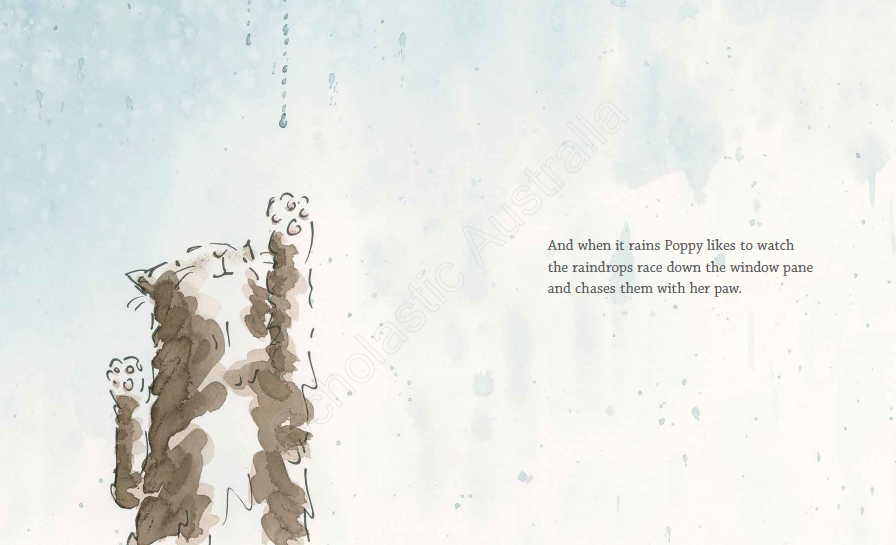 Scholastic Australia
And when it rains Poppy likes to watch
the raindrops race down the window pane
and chases them with her paw.